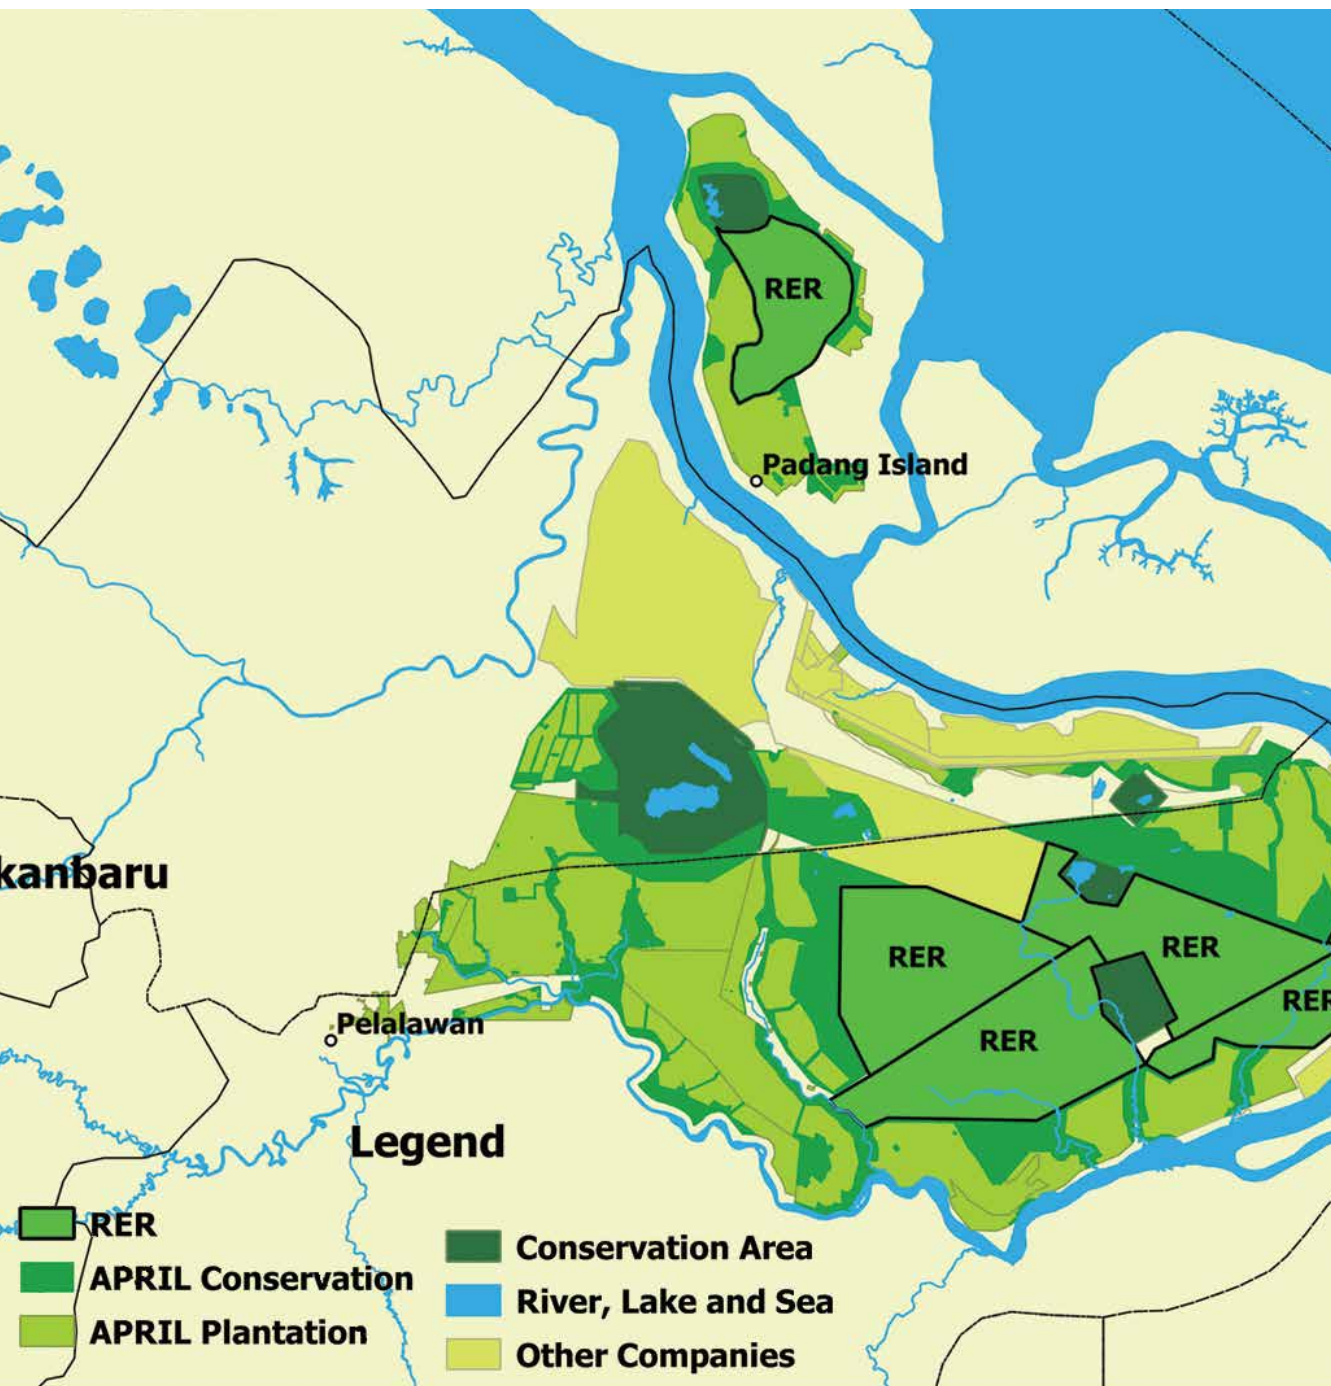 RER
Padang Island
kanbaru
RER
RER
RER
RER
Pelalawan
Legend
RER
APRIL Conservation
APRIL Plantation
Conservation Area
River, Lake and Sea
Other Companies